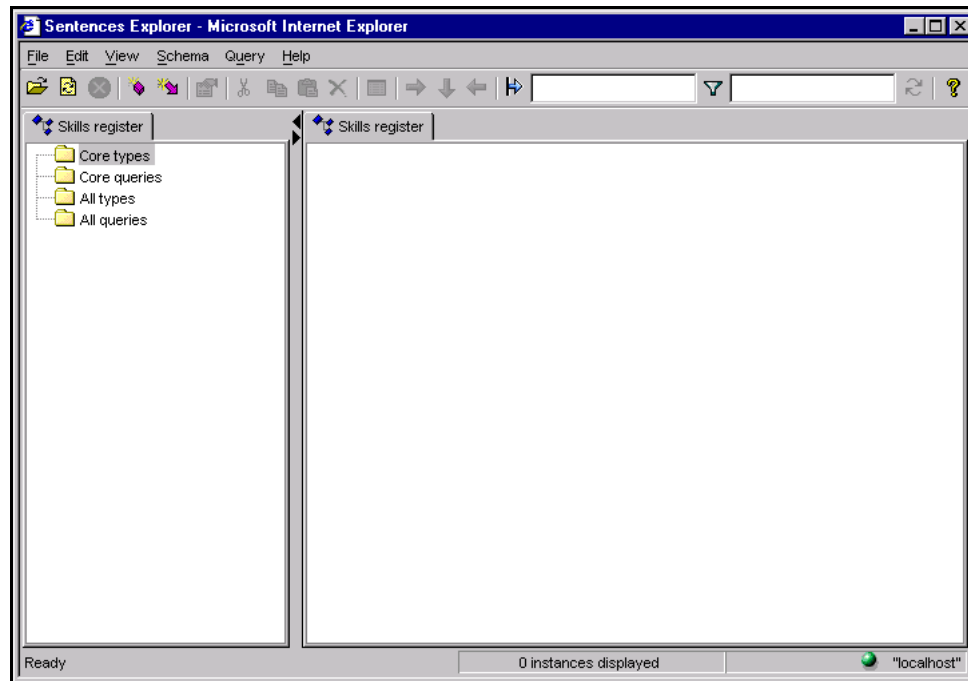 Sentences Explorer - Microsoft Internet Explorer
File Edit View Schema Query Help
Skills register
Skills register
Core types
Core queries
All types
All queries
Ready
0 instances displayed
"localhost"